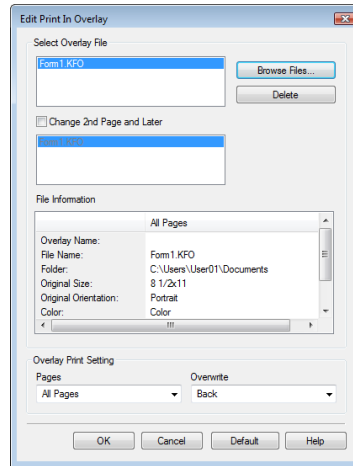 Edit Print In Overlay
Select Overlay File
Form1.KFO
Browse Files...
Delete
Change 2nd Page and Later
Form1.KFO
File Information
All Pages
Overlay Name:
File Name: Form1.KFO
Folder: C:\Users\User01\Documents
Original Size: 8 1/2x11
Original Orientation: Portrait
Color: Color
Overlay Print Setting
Pages Overwrite
All Pages Back
OK Cancel Default Help